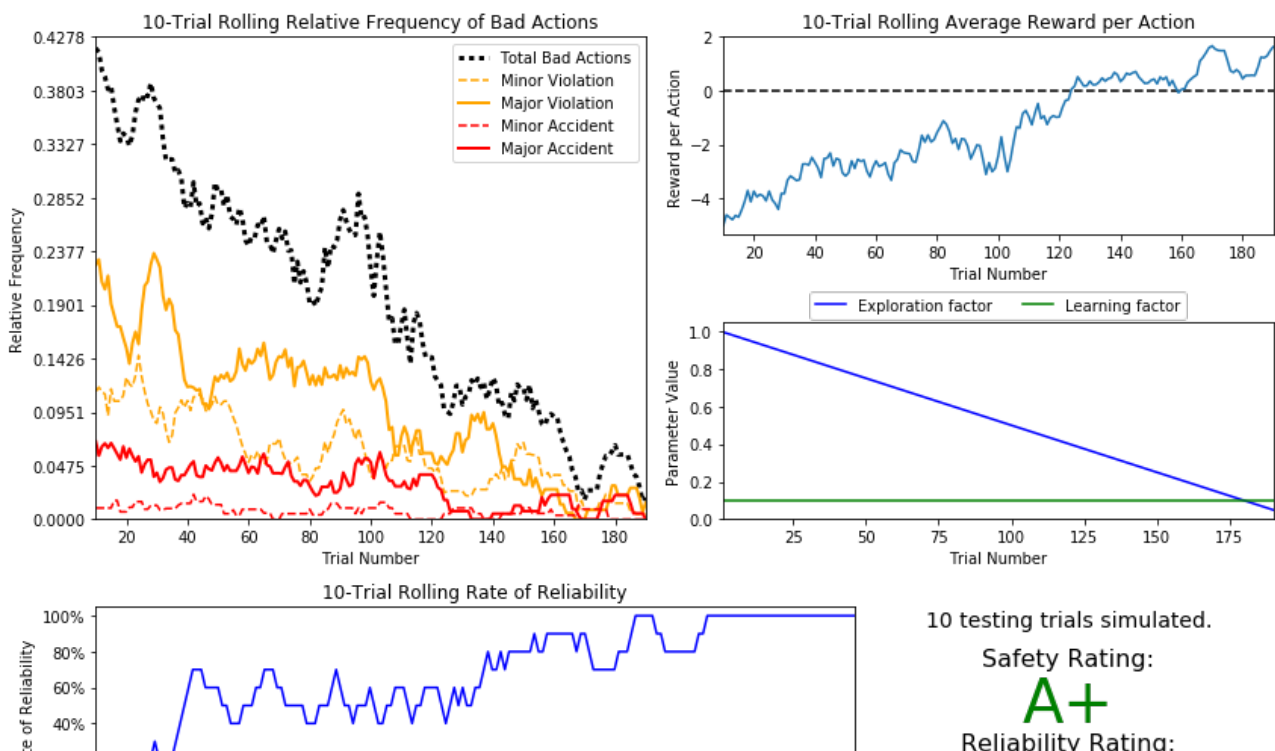 10-Trial Rolling Relative Frequency of Bad Actions
0.4278
0.3803
0.3327
0.2852
0.2377
0.1901
0.1426
0.0951
0.0475
0.0000
Relative Frequency
Total Bad Actions
Minor Violation
Major Violation
Minor Accident
Major Accident
20 40 60 80 100 120 140 160 180
Trial Number
10-Trial Rolling Average Reward per Action
2
0
−2
−4
Reward per Action
20 40 60 80 100 120 140 160 180
Trial Number
Exploration factor Learning factor
1.0
0.8
0.6
0.4
0.2
0.0
Parameter Value
25 50 75 100 125 150 175
Trial Number
10-Trial Rolling Rate of Reliability
100%
80%
60%
40%
of Reliability
10 testing trials simulated.
Safety Rating:
A+
Reliability Rating: